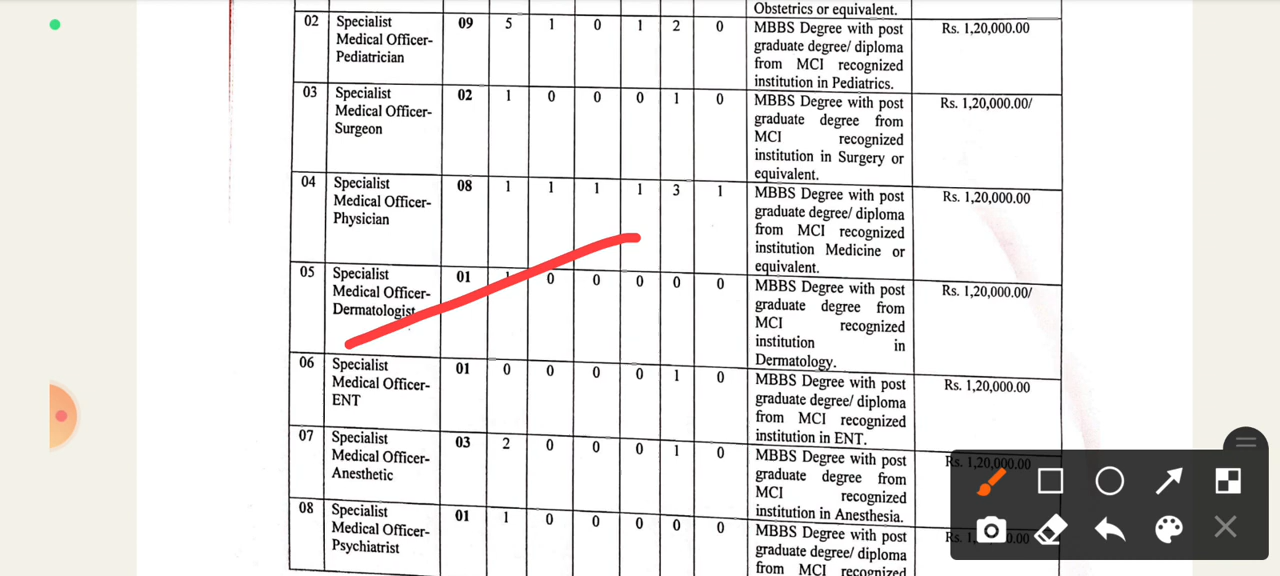 Obstetrics or equivalent.
02 Specialist Medical Officer- Pediatrician 09 5 1 0 1 2 0 MBBS Degree with post graduate degree/ diploma from MCI recognized institution in Pediatrics. Rs. 1,20,000.00
03 Specialist Medical Officer- Surgeon 02 1 0 0 0 1 0 MBBS Degree with post graduate degree from MCI recognized institution in Surgery or equivalent. Rs. 1,20,000.00/
04 Specialist Medical Officer- Physician 08 1 1 1 1 3 1 MBBS Degree with post graduate degree/ diploma from MCI recognized institution Medicine or equivalent. Rs. 1,20,000.00
05 Specialist Medical Officer- Dermatologist 01 0 0 0 0 0 MBBS Degree with post graduate degree from MCI recognized institution in Dermatology. Rs. 1,20,000.00/
06 Specialist Medical Officer- ENT 01 0 0 0 0 1 0 MBBS Degree with post graduate degree/ diploma from MCI recognized institution in ENT. Rs. 1,20,000.00
07 Specialist Medical Officer- Anesthetic 03 2 0 0 0 1 0 MBBS Degree with post graduate degree from MCI recognized institution in Anesthesia. Rs. 1,20,000.00
08 Specialist Medical Officer- Psychiatrist 01 1 0 0 0 0 0 MBBS Degree with post graduate degree/ diploma from MCI recognized